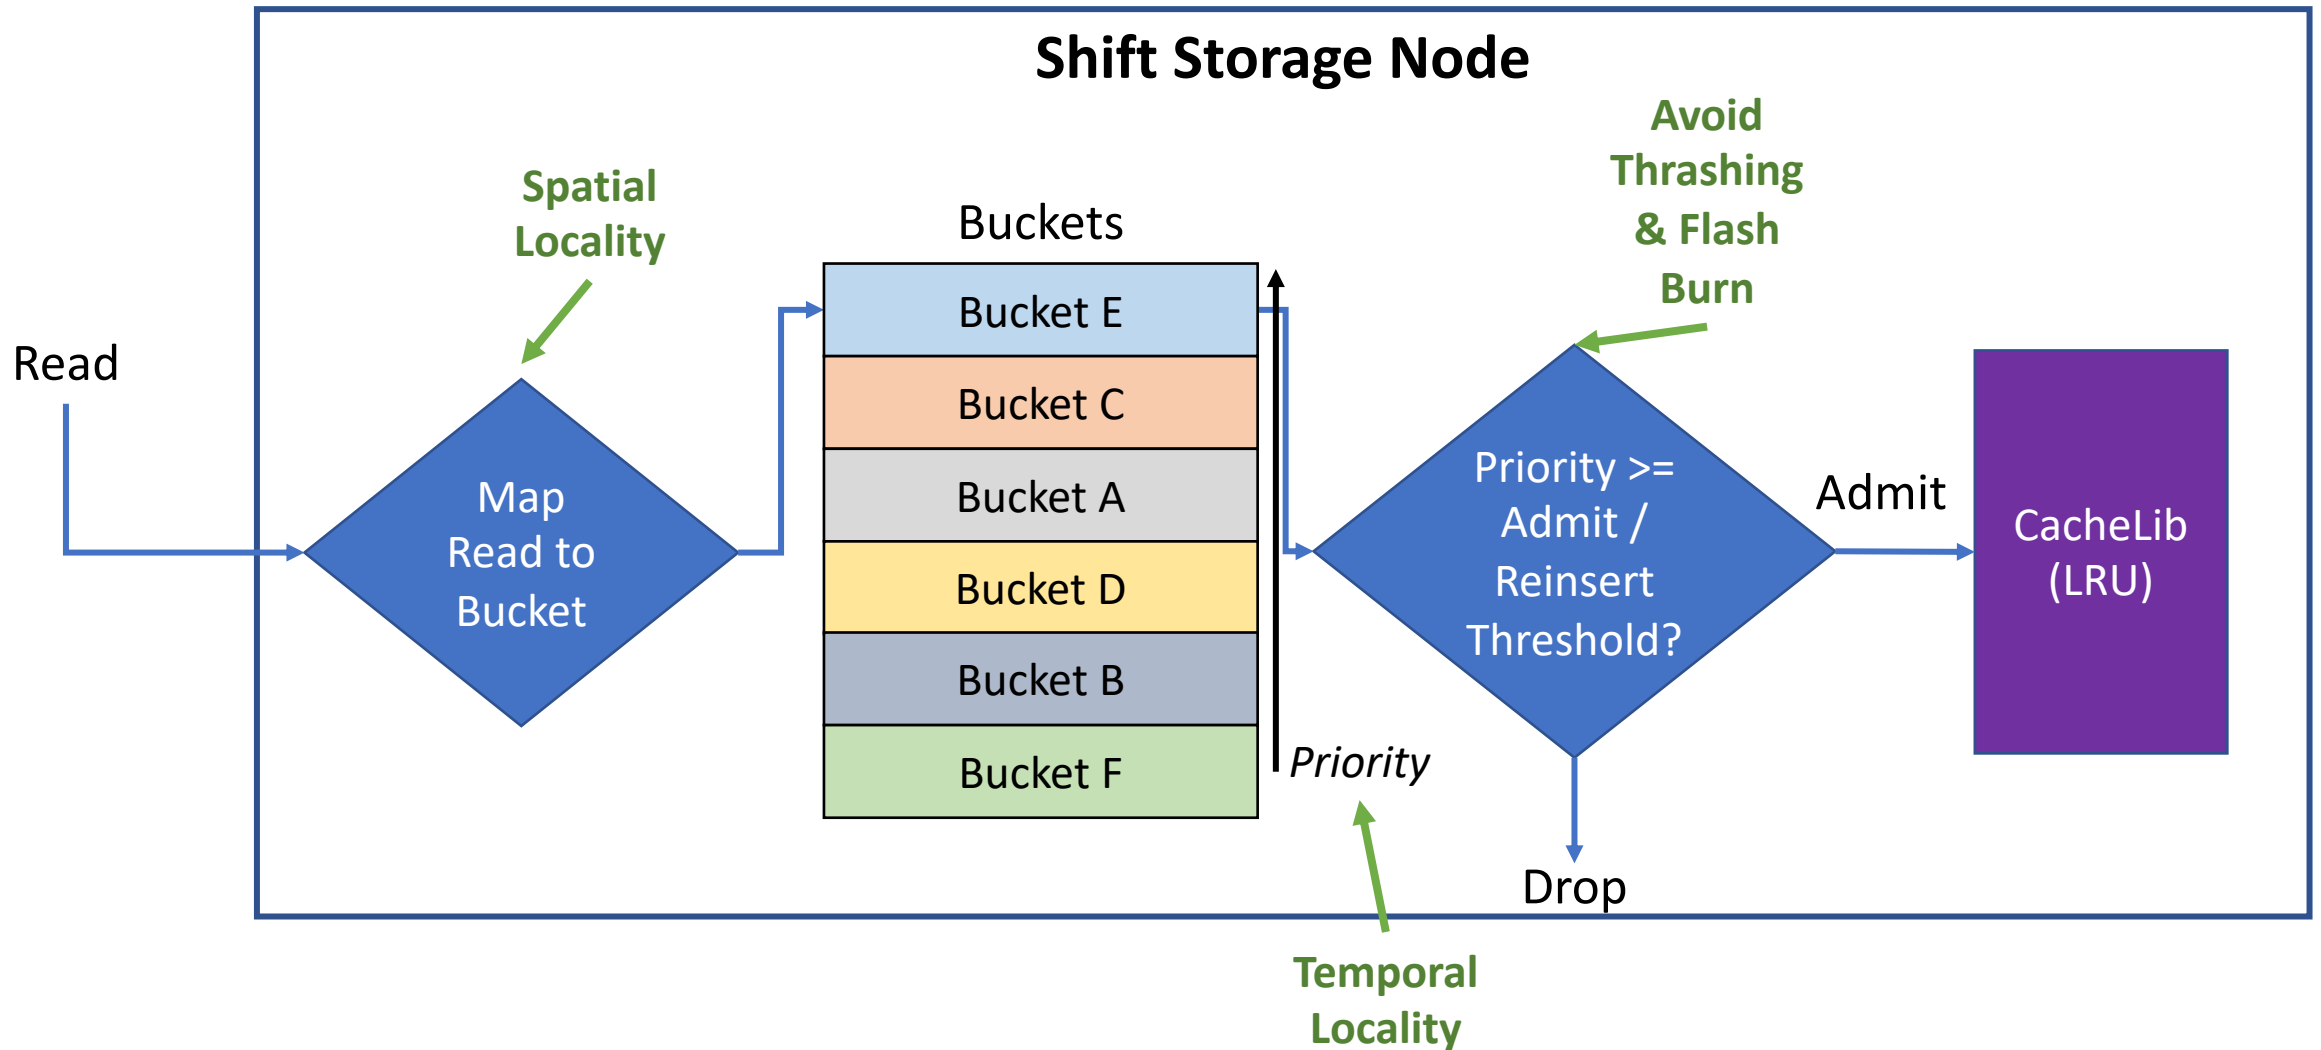 Shift Storage Node
Read
Spatial
Locality
Map
Read to
Bucket
Buckets
Bucket E
Bucket C
Bucket A
Bucket D
Bucket B
Bucket F
Priority
Temporal
Locality
Avoid
Thrashing
& Flash
Burn
Priority >=
Admit /
Reinsert
Threshold?
Admit
Drop
CacheLib
(LRU)